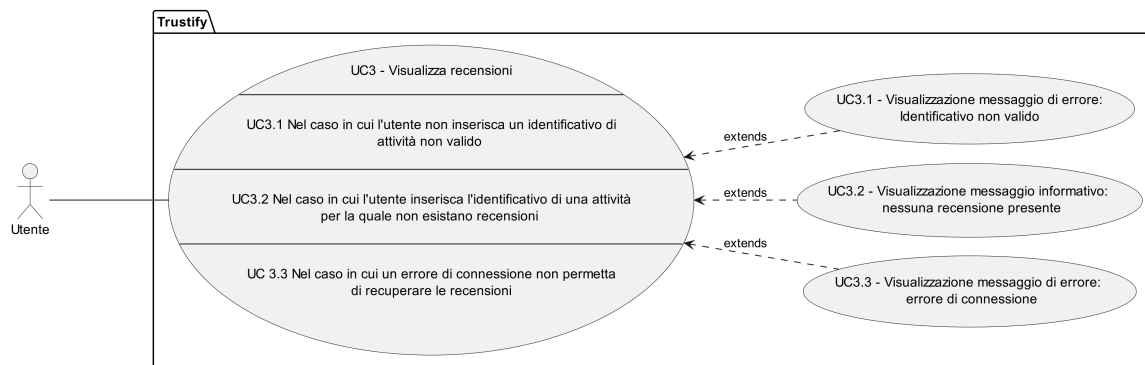 Trustify
UC3 - Visualizza recensioni
UC3.1 Nel caso in cui l'utente non inserisca un identificativo di
attività non valido
UC3.2 Nel caso in cui l'utente inserisca l'identificativo di una attività
per la quale non esistano recensioni
UC 3.3 Nel caso in cui un errore di connessione non permetta
di recuperare le recensioni
Utente
extends
extends
extends
UC3.1 - Visualizzazione messaggio di errore:
Identificativo non valido
UC3.2 - Visualizzazione messaggio informativo:
nessuna recensione presente
UC3.3 - Visualizzazione messaggio di errore:
errore di connessione